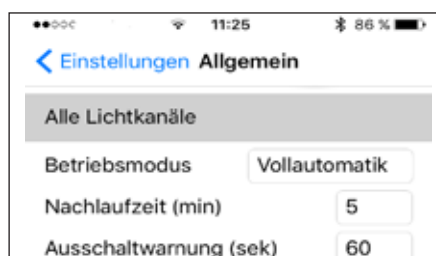 11:25 86 %
Einstellungen Allgemein
Alle Lichtkanäle
Betriebsmodus Vollautomatik
Nachlaufzeit (min) 5
Ausschaltwarnung (sek) 60